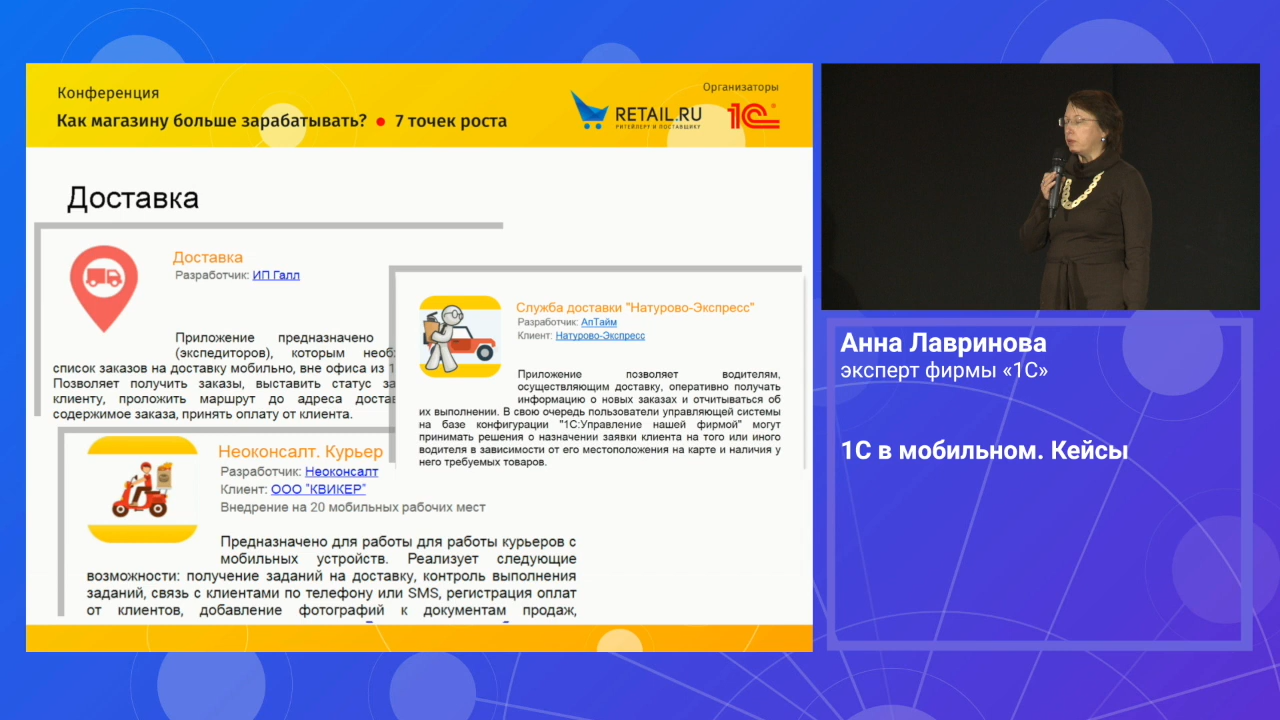 Конференция
Как магазину больше зарабатывать? • 7 точек роста
Организаторы
RETAIL.RU
РИТЕЙЛЕРУ И ПОСТАВЩИКУ
1С
Доставка
Доставка
Разработчик: ИП Галл
Приложение предназначено
(экспедиторов), которым
список заказов на доставку мобильно, вне офиса из
Позволяет получить заказы, выставить статус
клиенту, проложить маршрут до адреса
содержимое заказа, принять оплату от клиента.
Служба доставки "Натурово-Экспресс"
Разработчик: АпТайм
Клиент: Натурово-Экспресс
Приложение позволяет водителям,
осуществляющим доставку, оперативно получать
информацию о новых заказах и отчитываться об
их выполнении. В свою очередь пользователи управляющей системы
на базе конфигурации "1С:Управление нашей фирмой" могут
принимать решения о назначении заявки клиента на того или иного
водителя в зависимости от его местоположения на карте и наличия у
него требуемых товаров.
Неоконсалт. Курьер
Разработчик: Неоконсалт
Клиент: ООО "КВИКЕР"
Внедрение на 20 мобильных рабочих мест
Предназначено для работы для работы курьеров с
мобильных устройств. Реализует следующие
возможности: получение заданий на доставку, контроль выполнения
заданий, связь с клиентами по телефону или SMS, регистрация оплат
от клиентов, добавление фотографий к документам продаж,
Анна Лавринова
эксперт фирмы «1С»
1С в мобильном. Кейсы